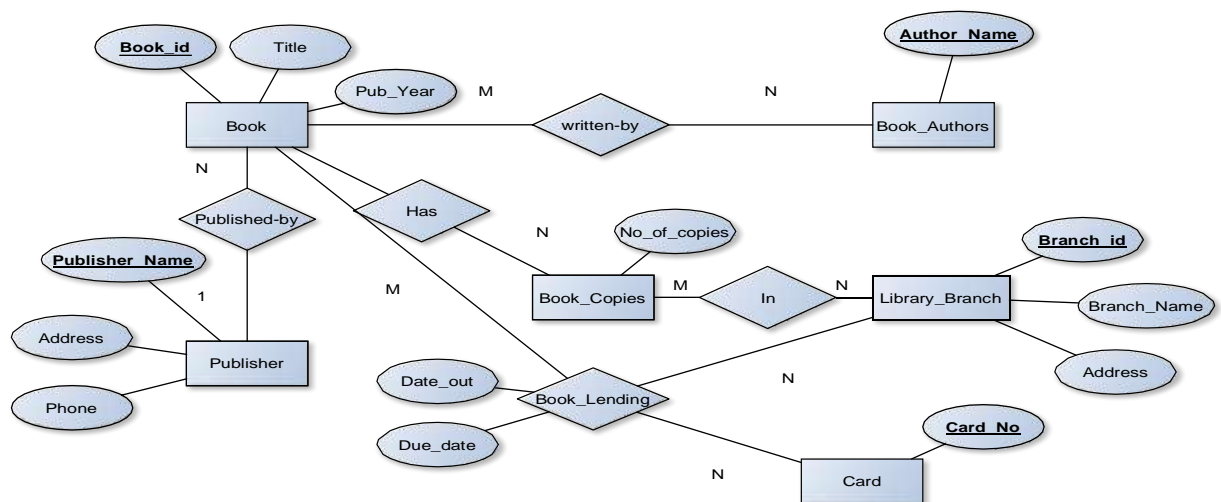 Book_id
Title
Author_Name
Pub_Year
M
N
Book
written-by
Book_Authors
N
Has
Published-by
No_of_copies
N
Publisher_Name
Branch_id
M
N
1
M
Book_Copies
In
Library_Branch
Branch_Name
Address
Publisher
Date_out
N
Address
Book_Lending
Phone
Due_date
Card_No
N
Card